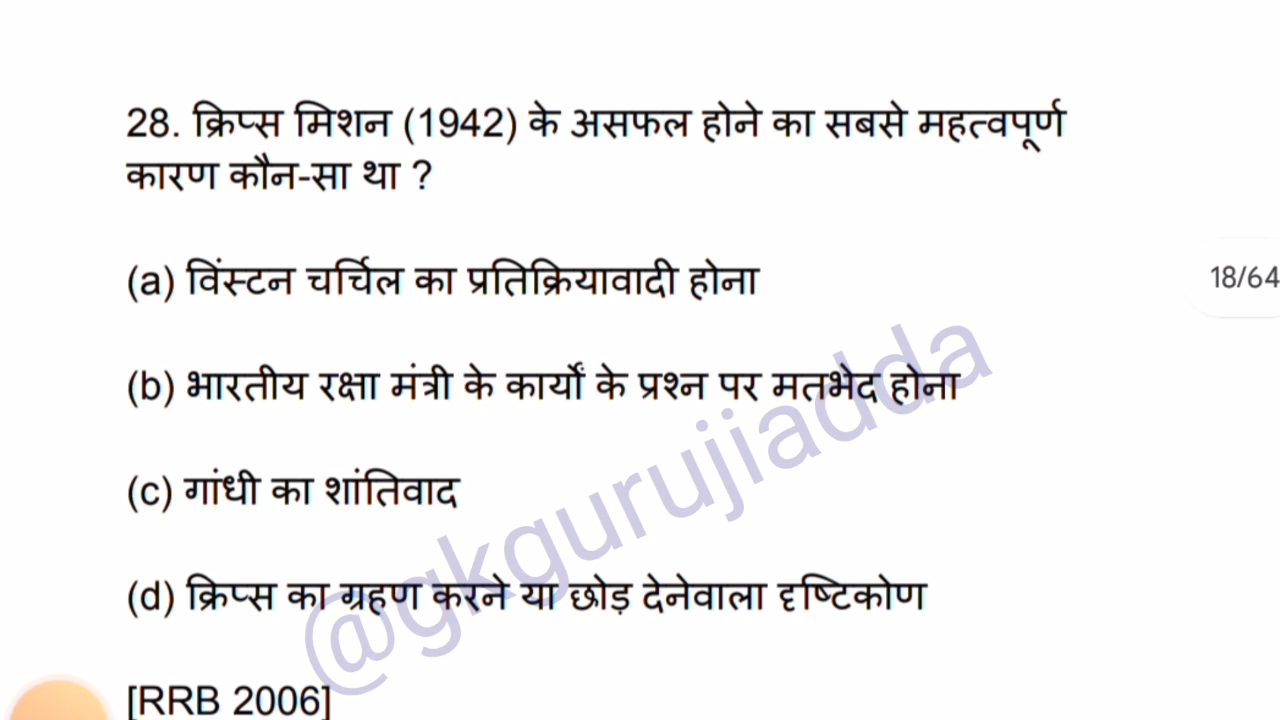 28. क्रिप्स मिशन (1942) के असफल होने का सबसे महत्वपूर्ण
कारण कौन-सा था ?
(a) विंस्टन चर्चिल का प्रतिक्रियावादी होना
18/64
(b) भारतीय रक्षा मंत्री के कार्यों के प्रश्न पर मतभेद होना
(c) गांधी का शांतिवाद
(d) क्रिप्स का ग्रहण करने या छोड़ देनेवाला दृष्टिकोण
@gkgurujiadda
[RRB 2006]